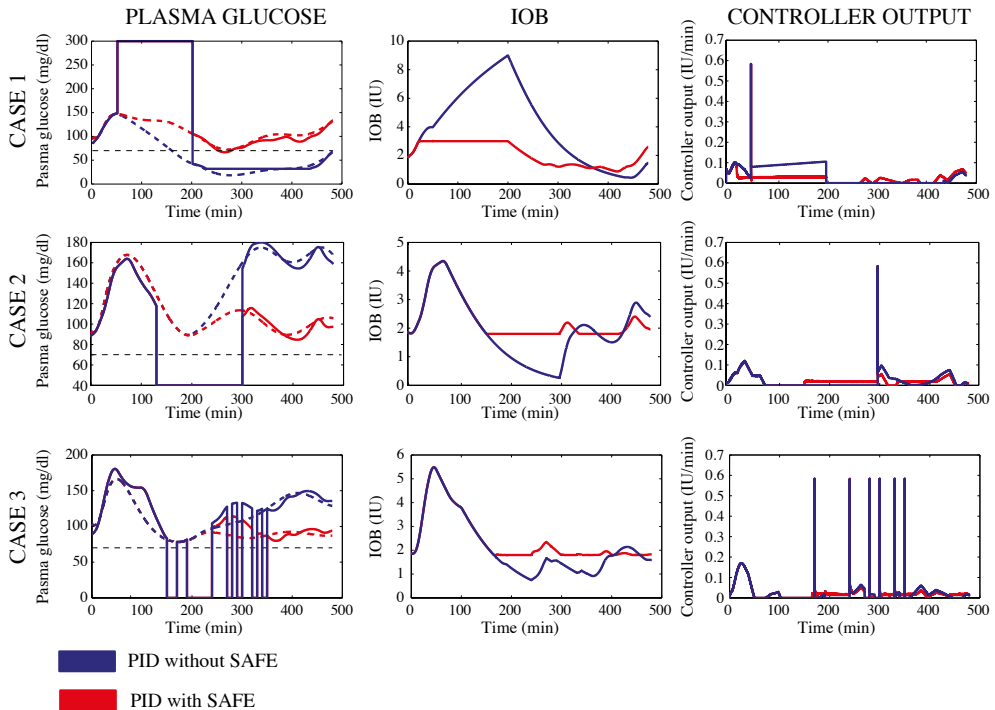 PLASMA GLUCOSE
IOB
CONTROLLER OUTPUT
CASE 1
Pasma glucose (mg/dl)
300
250
200
150
100
50
0
0 100 200 300 400 500
Time (min)
IOB (IU)
10
8
6
4
2
0
0 100 200 300 400 500
Time (min)
Controller output (IU/min)
0.7
0.6
0.5
0.4
0.3
0.2
0.1
0
0 100 200 300 400 500
Time (min)
CASE 2
Pasma glucose (mg/dl)
180
160
140
120
100
80
60
40
0 100 200 300 400 500
Time (min)
IOB (IU)
5
4
3
2
1
0
0 100 200 300 400 500
Time (min)
Controller output (IU/min)
0.7
0.6
0.5
0.4
0.3
0.2
0.1
0
0 100 200 300 400 500
Time (min)
CASE 3
Pasma glucose (mg/dl)
200
150
100
50
0
0 100 200 300 400 500
Time (min)
IOB (IU)
6
5
4
3
2
1
0
0 100 200 300 400 500
Time (min)
Controller output (IU/min)
0.7
0.6
0.5
0.4
0.3
0.2
0.1
0
0 100 200 300 400 500
Time (min)
PID without SAFE
PID with SAFE